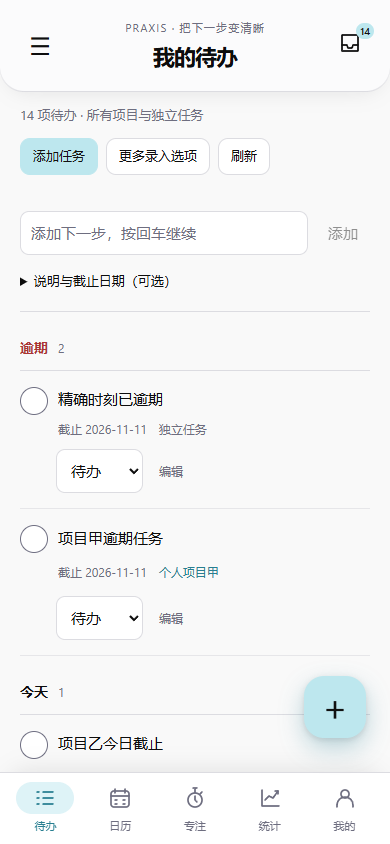 PRAXIS · 把下一步变清晰
我的待办
14
14 项待办 · 所有项目与独立任务
添加任务
更多录入选项
刷新
添加下一步，按回车继续
添加
▶ 说明与截止日期（可选）
逾期 2
精确时刻已逾期
截止 2026-11-11 独立任务
待办
编辑
项目甲逾期任务
截止 2026-11-11 个人项目甲
待办
编辑
今天 1
项目乙今日截止
待办
日历
专注
统计
我的